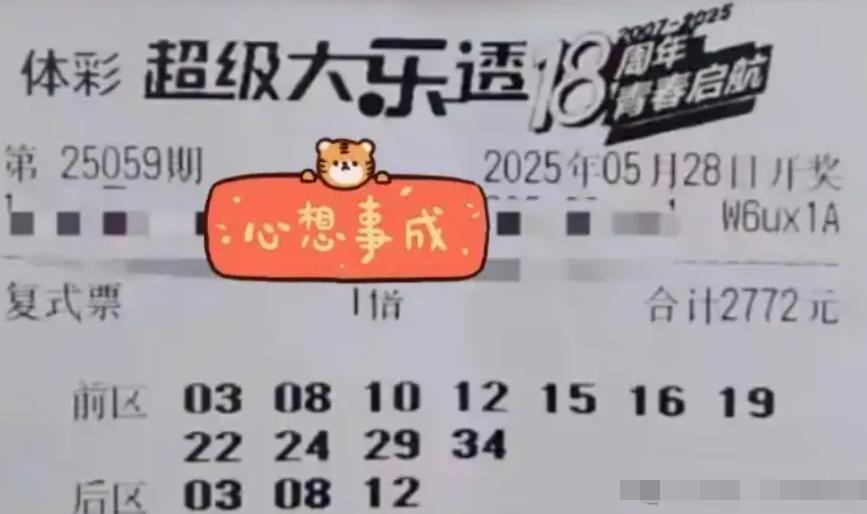 体彩 超级大乐透 18周年 2007-2025 青春启航
第 25059期 2025年05月28日开奖
心想事成
W6ux1A
复式票 1倍 合计2772元
前区 03 08 10 12 15 16 19
22 24 29 34
后区 03 08 12